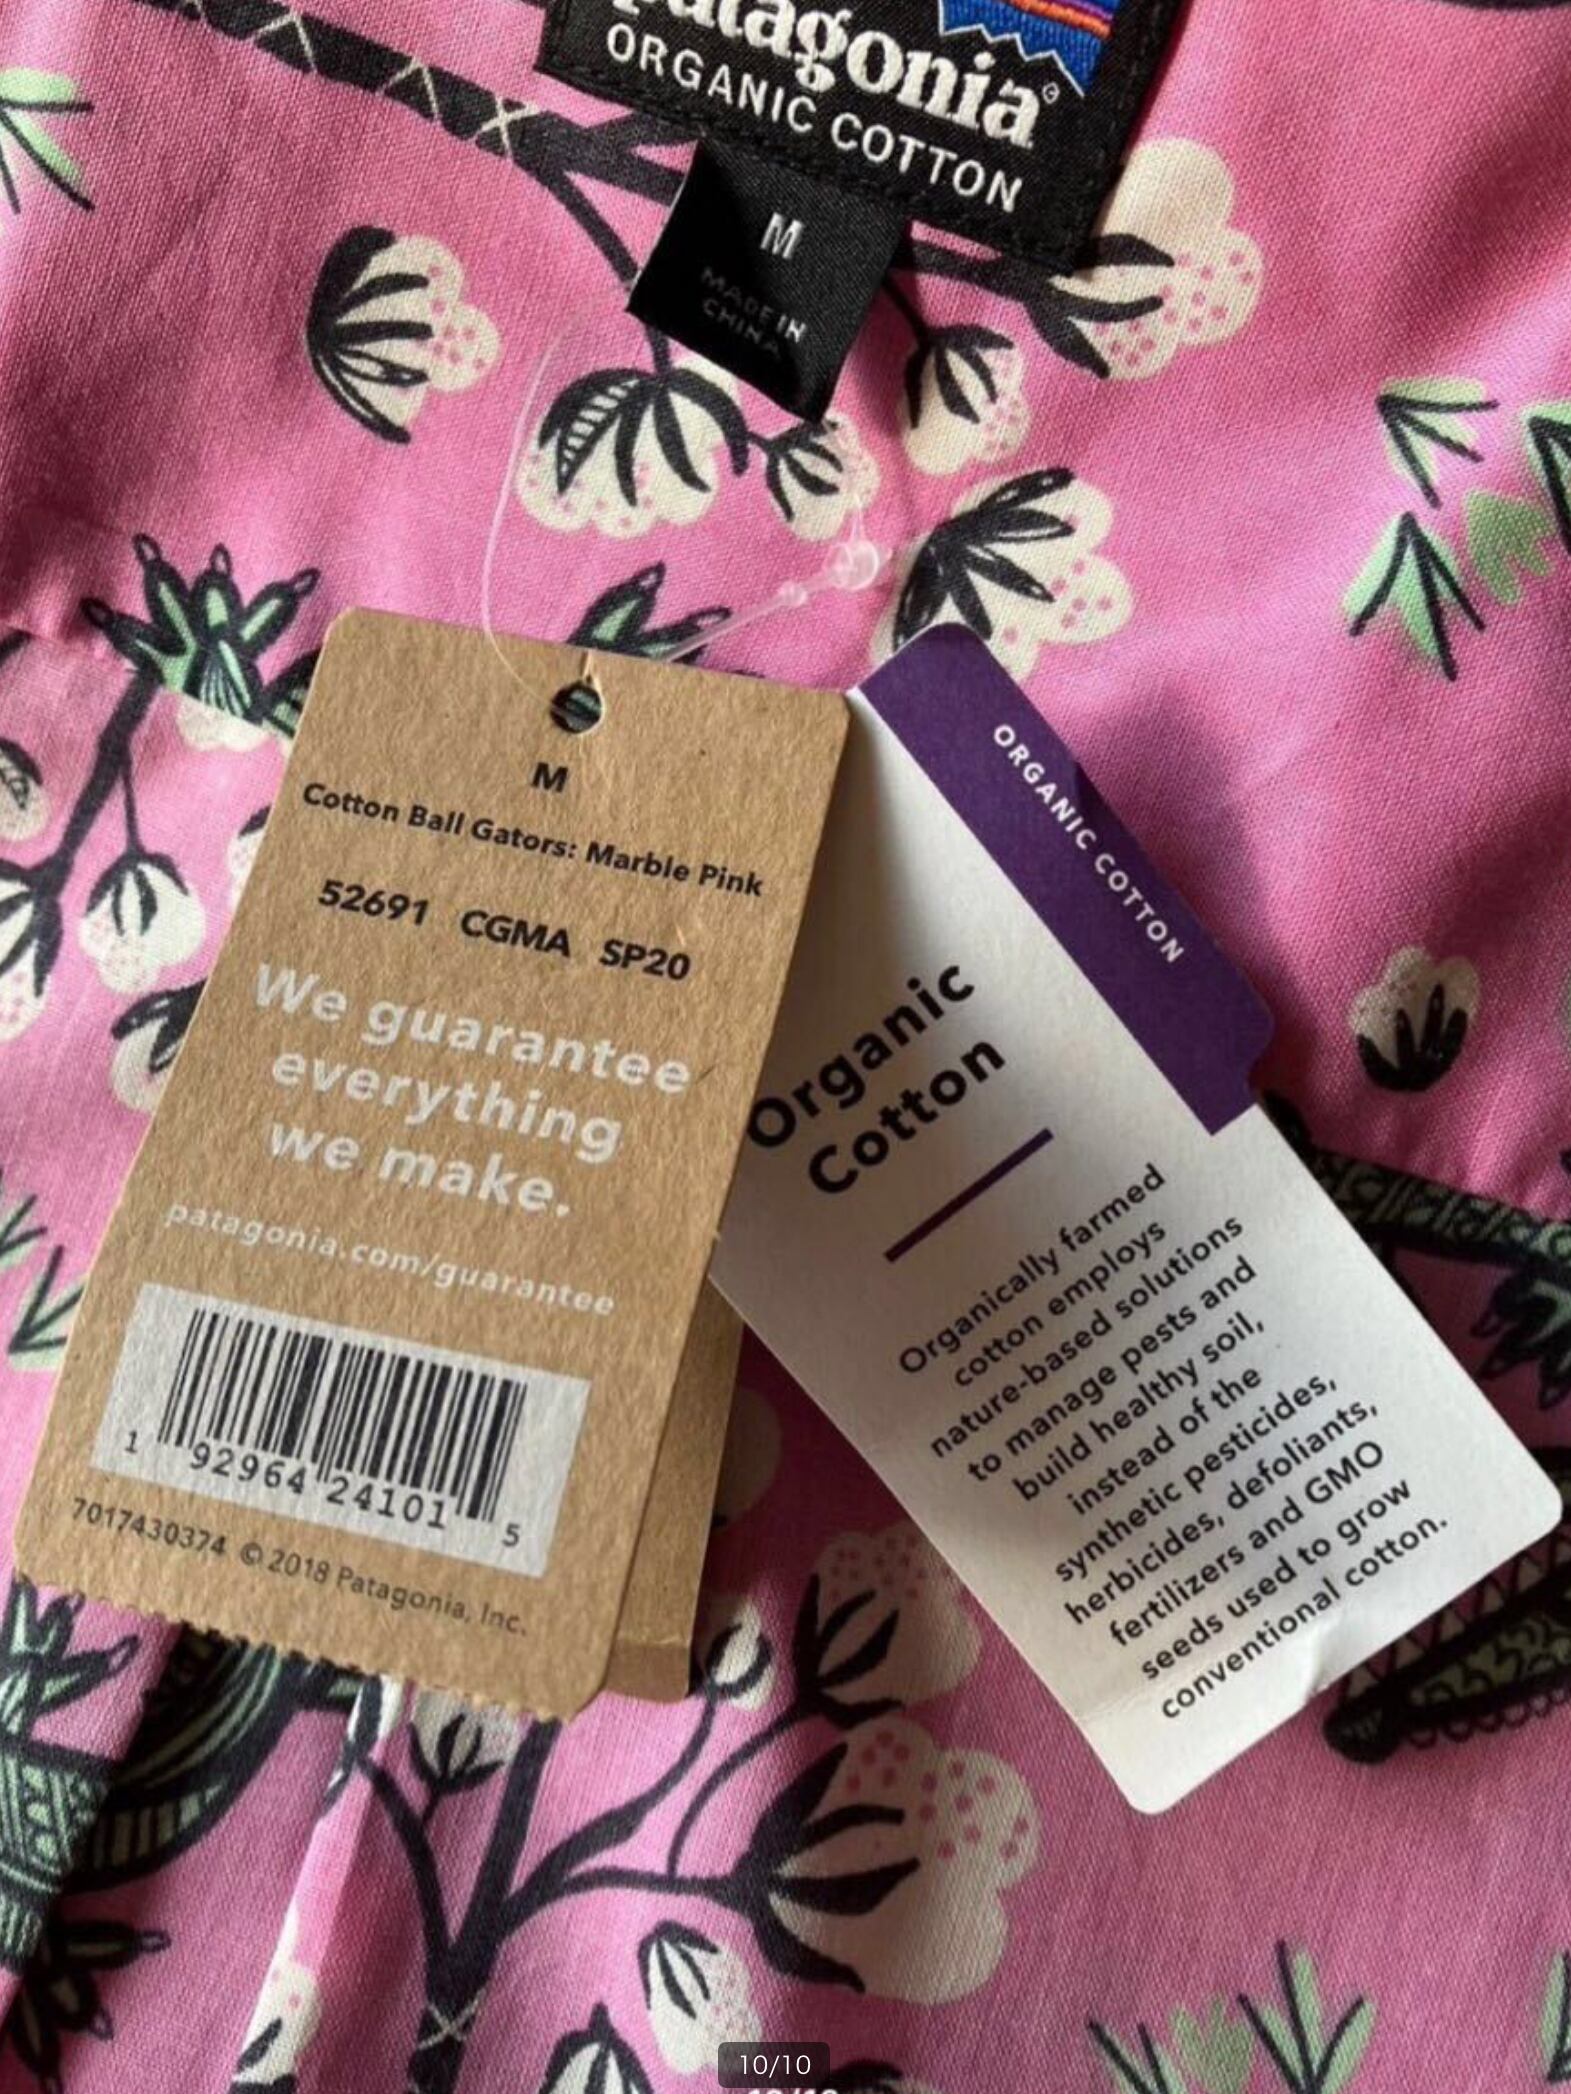 patagonia®
ORGANIC COTTON
M
MADE IN
CHINA
M
Cotton Ball Gators: Marble Pink
52691 CGMA SP20
We guarantee
everything
we make.
patagonia.com/guarantee
1 92964 24101 5
7017430374 © 2018 Patagonia, Inc.
ORGANIC COTTON
Organic
Cotton
Organically farmed
cotton employs
nature-based solutions
to manage pests and
build healthy soil,
instead of the
synthetic pesticides,
herbicides, defoliants,
fertilizers and GMO
seeds used to grow
conventional cotton.
10/10